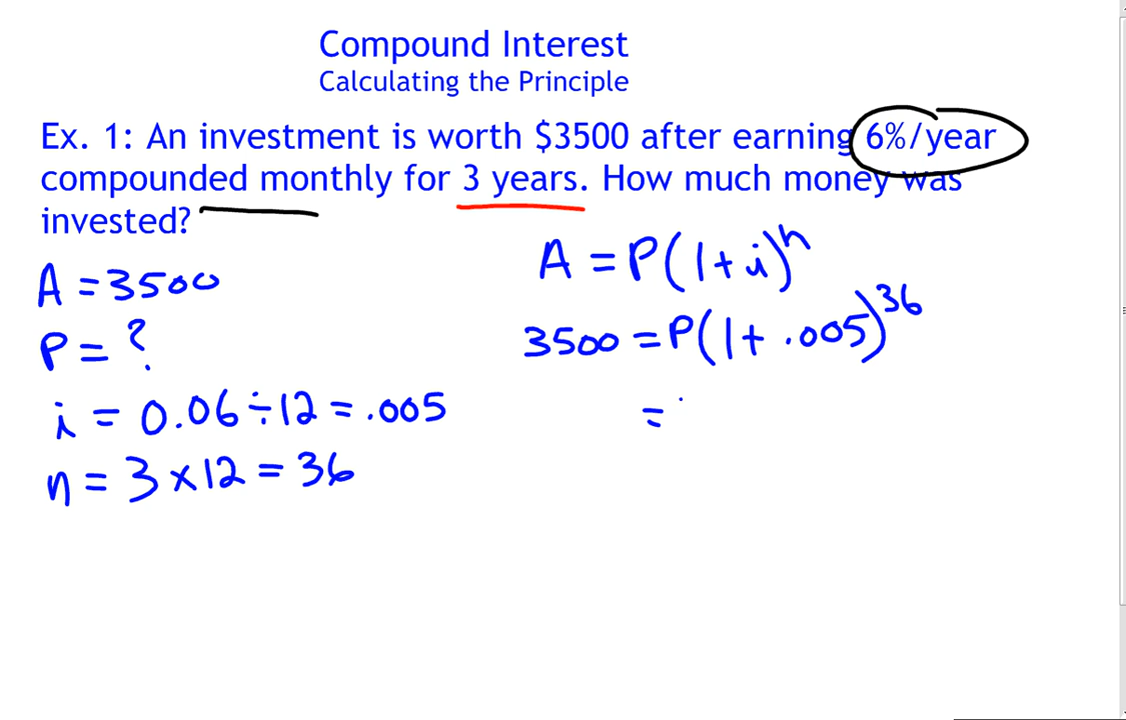 Compound Interest
Calculating the Principle
Ex. 1: An investment is worth $3500 after earning 6%/year
compounded monthly for 3 years. How much money was
invested?
A = 3500
P = ?
i = 0.06 ÷ 12 = .005
n = 3 × 12 = 36
A = P(1 + i)ⁿ
3500 = P(1 + .005)³⁶
=